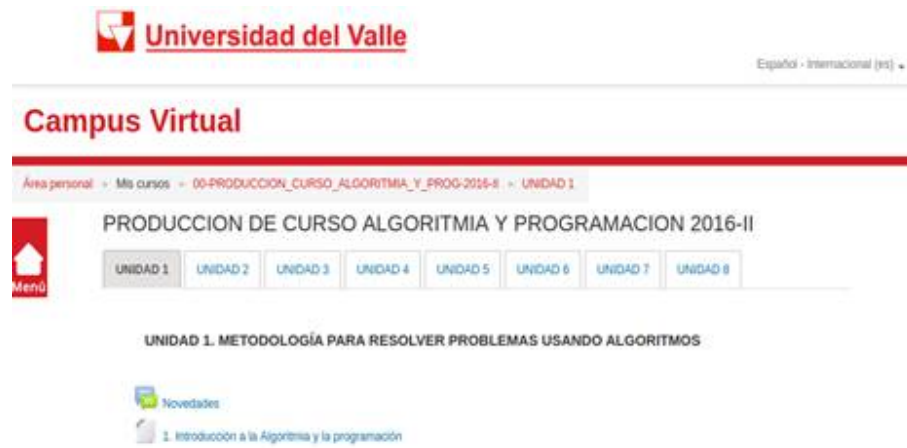 Universidad del Valle
Español - Internacional (es)
Campus Virtual
Área personal Mis cursos 00-PRODUCCION_CURSO_ALGORITMIA_Y_PROG-2016-II UNIDAD 1
PRODUCCION DE CURSO ALGORITMIA Y PROGRAMACION 2016-II
Menú
UNIDAD 1 UNIDAD 2 UNIDAD 3 UNIDAD 4 UNIDAD 5 UNIDAD 6 UNIDAD 7 UNIDAD 8
UNIDAD 1. METODOLOGÍA PARA RESOLVER PROBLEMAS USANDO ALGORITMOS
Novedades
1. Introducción a la Algoritmia y la programación